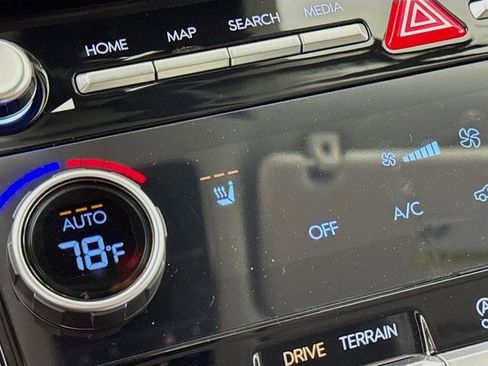 HOME MAP SEARCH MEDIA
AUTO
78°F
OFF A/C
DRIVE TERRAIN